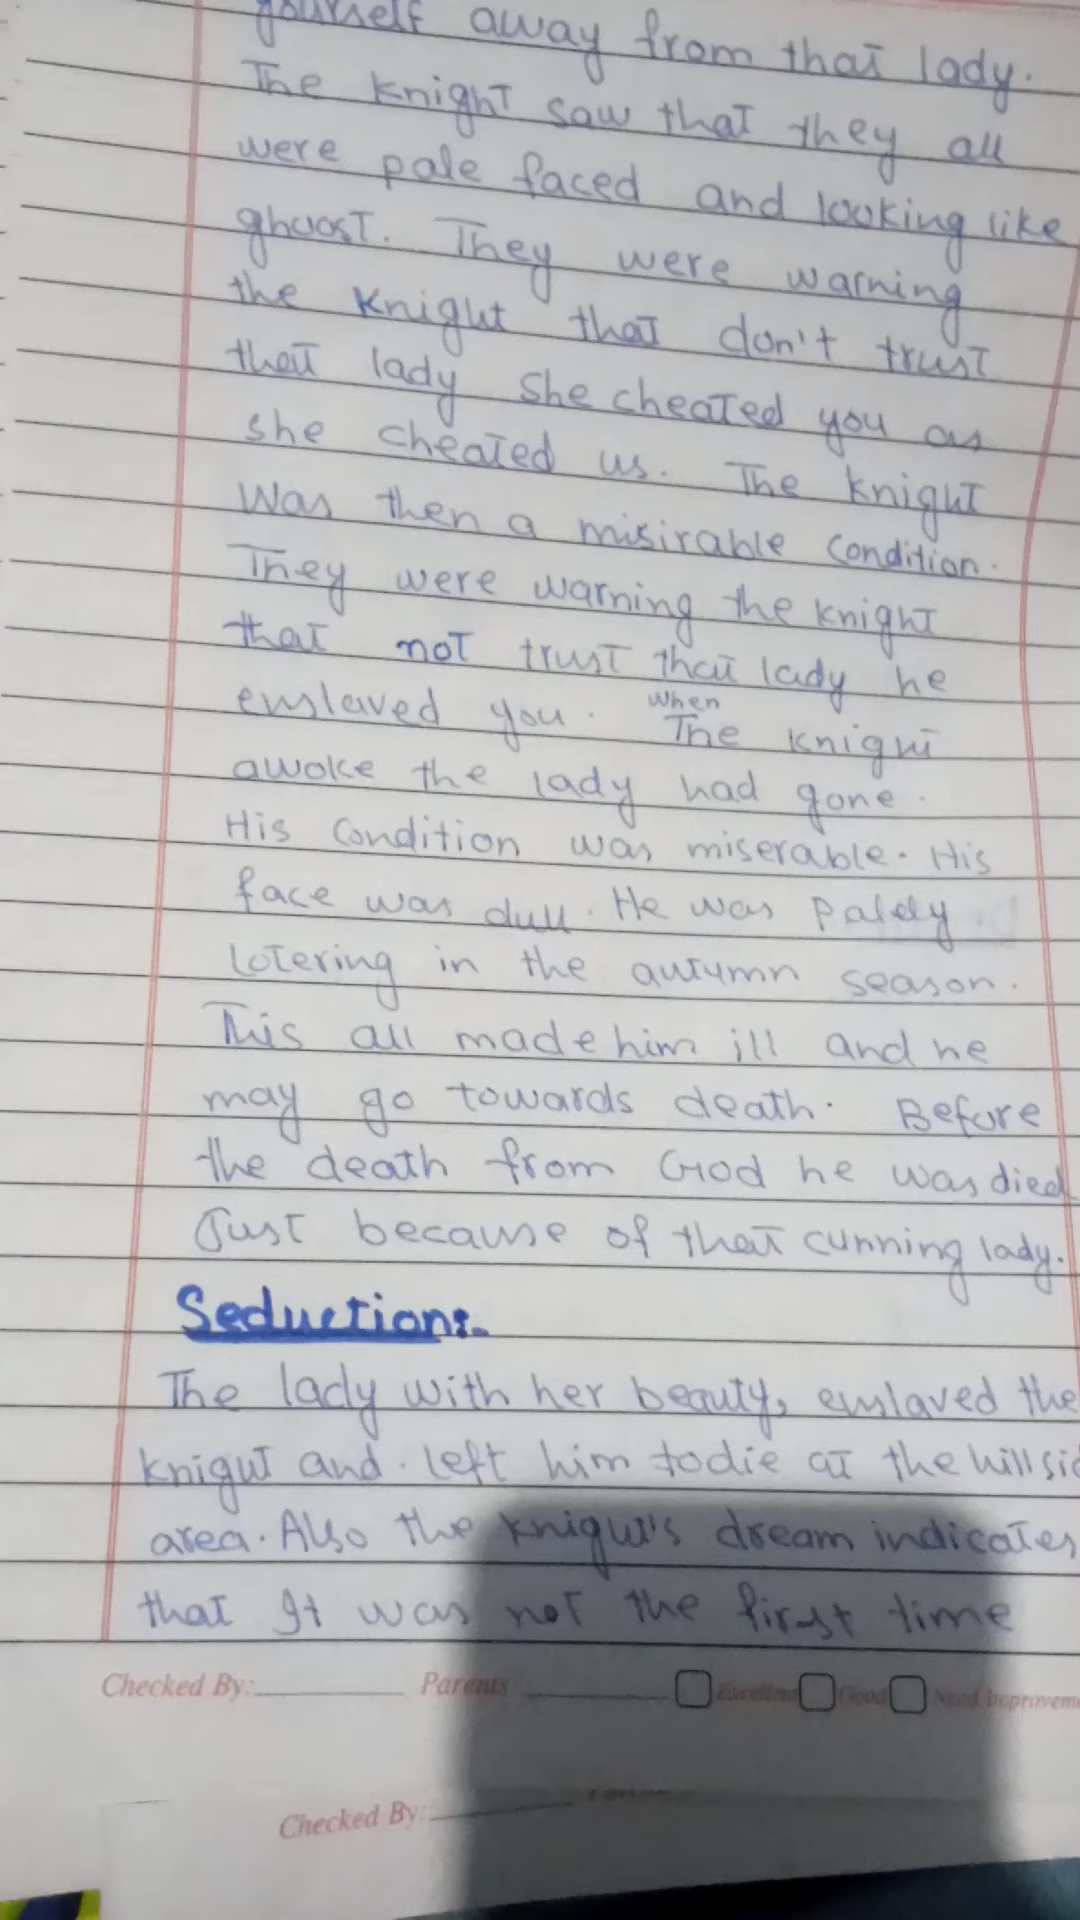 yourself away from that lady.
The knight saw that they all
were pale faced and looking like
ghuost. They were warning
the knight that don't trust
that lady she cheated you as
she cheated us. The knight
was then a misirable condition.
They were warning the knight
that not trust that lady he
enslaved you. When The knight
awoke the lady had gone.
His condition was miserable. His
face was dull. He was palely
lotering in the autumn season.
This all made him ill and he
may go towards death. Before
the death from God he was died
Just because of that cunning lady.
Seduction:-
The lady with her beauty, enslaved the
knight and. left him to die at the hill sid
area. Also the knight's dream indicates
that It was not the first time
Checked By: Parents Excellent Good Need Improveme
Checked By: